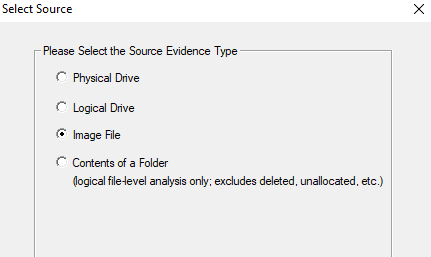 Select Source
Please Select the Source Evidence Type
Physical Drive
Logical Drive
Image File
Contents of a Folder
(logical file-level analysis only; excludes deleted, unallocated, etc.)